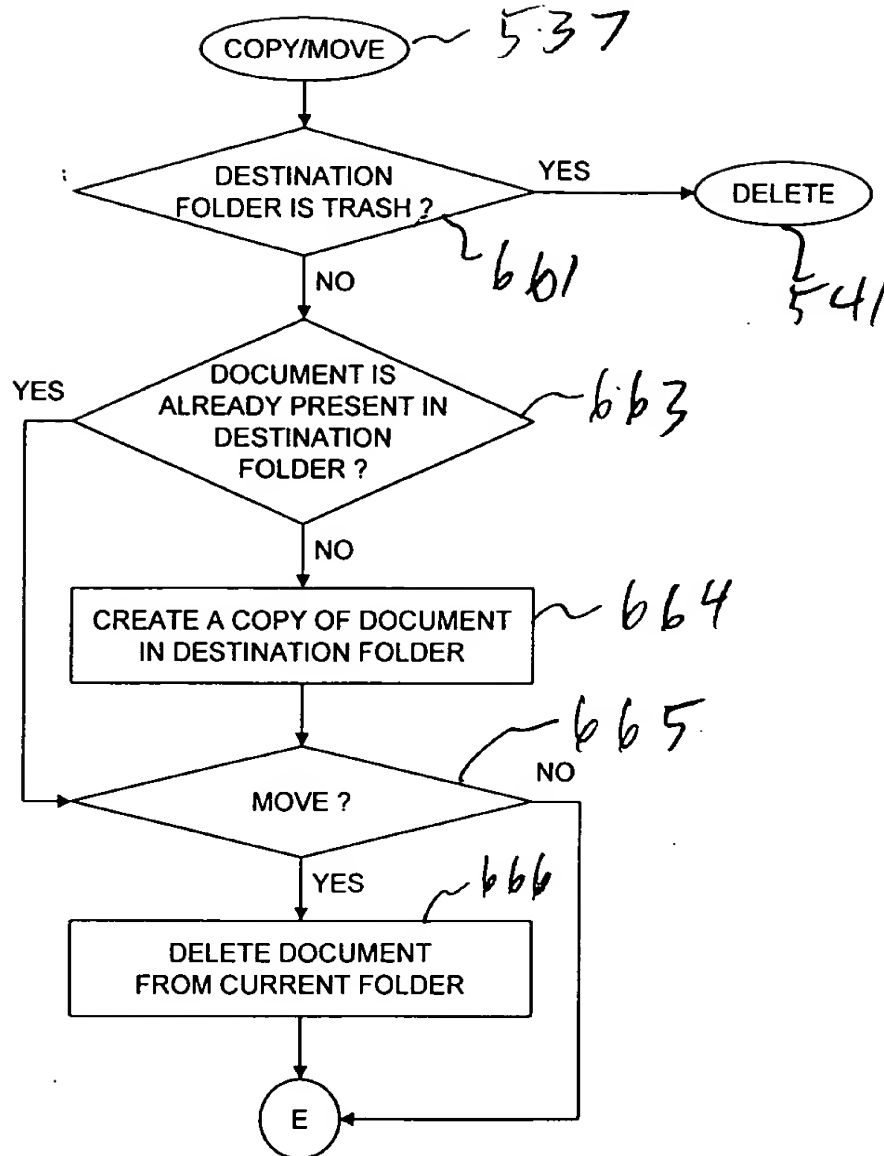 COPY/MOVE
537
DESTINATION
FOLDER IS TRASH ?
YES
DELETE
541
661
NO
DOCUMENT IS
ALREADY PRESENT IN
DESTINATION
FOLDER ?
YES
663
NO
CREATE A COPY OF DOCUMENT
IN DESTINATION FOLDER
664
MOVE ?
665
NO
YES
666
DELETE DOCUMENT
FROM CURRENT FOLDER
E